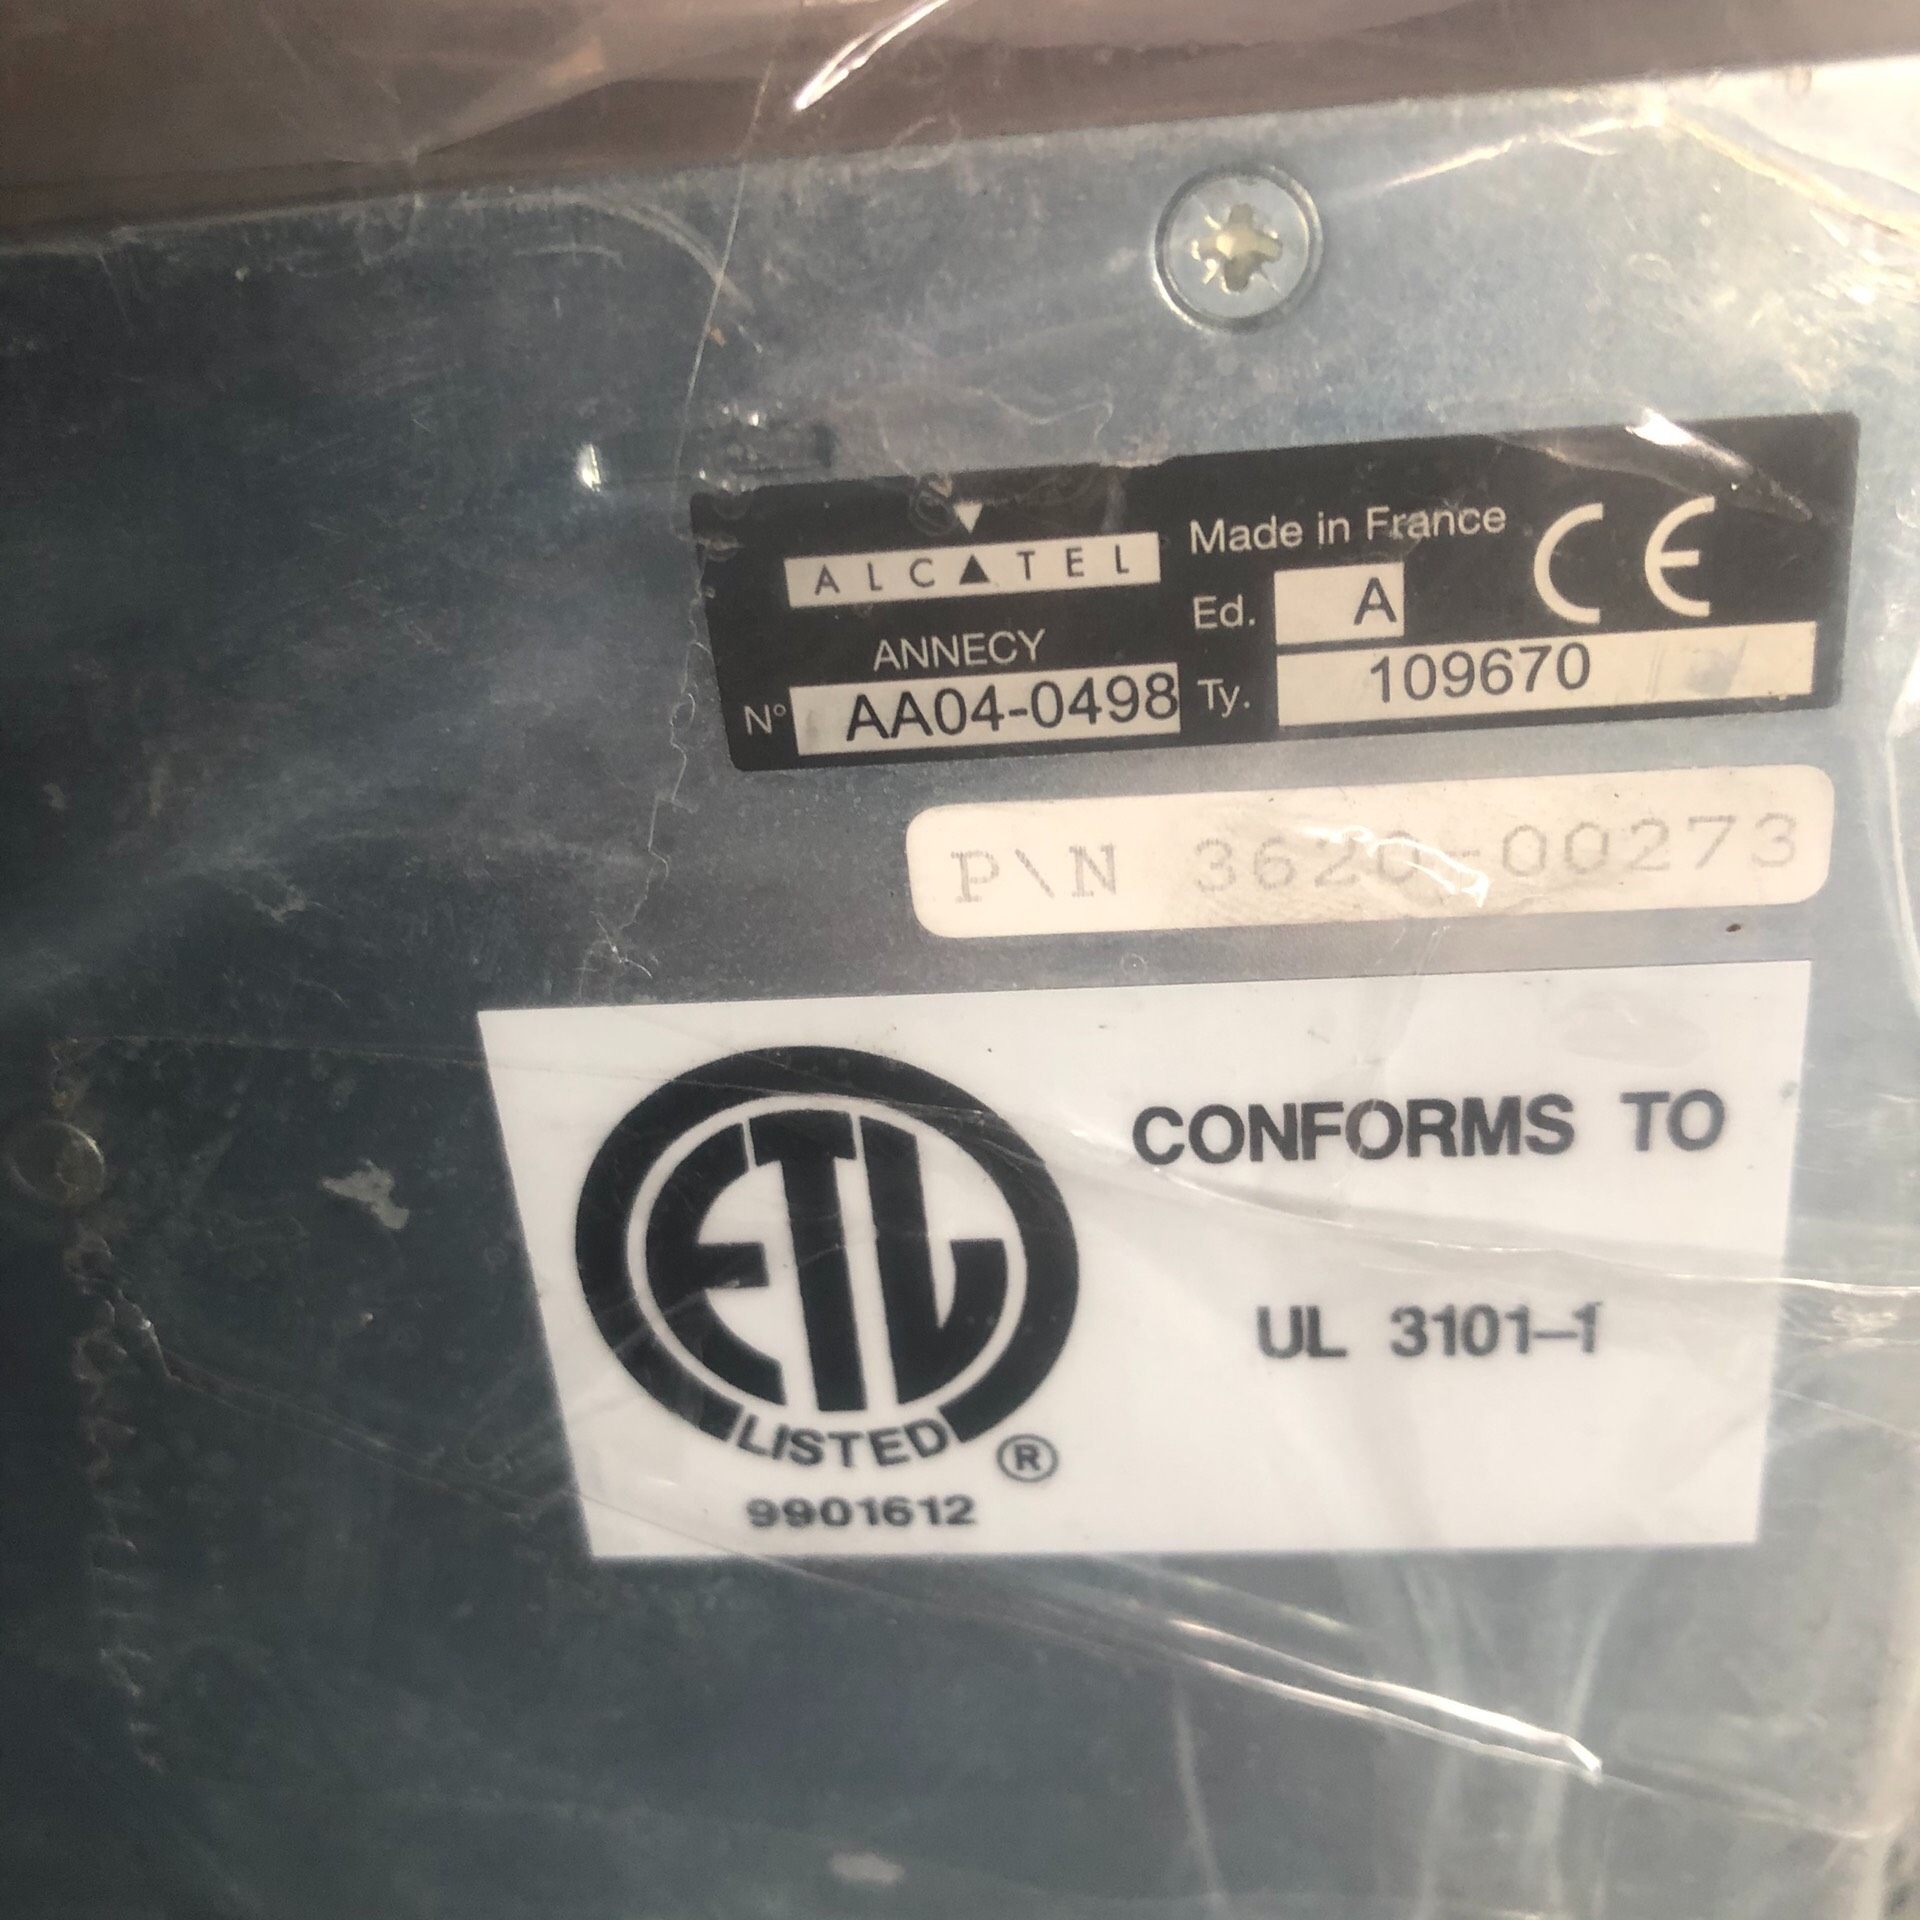 ALCATEL Made in France CE
Ed. A
ANNECY
N° AA04-0498 Ty. 109670
P\N 3620-00273
ETL CONFORMS TO
UL 3101-1
LISTED ®
9901612